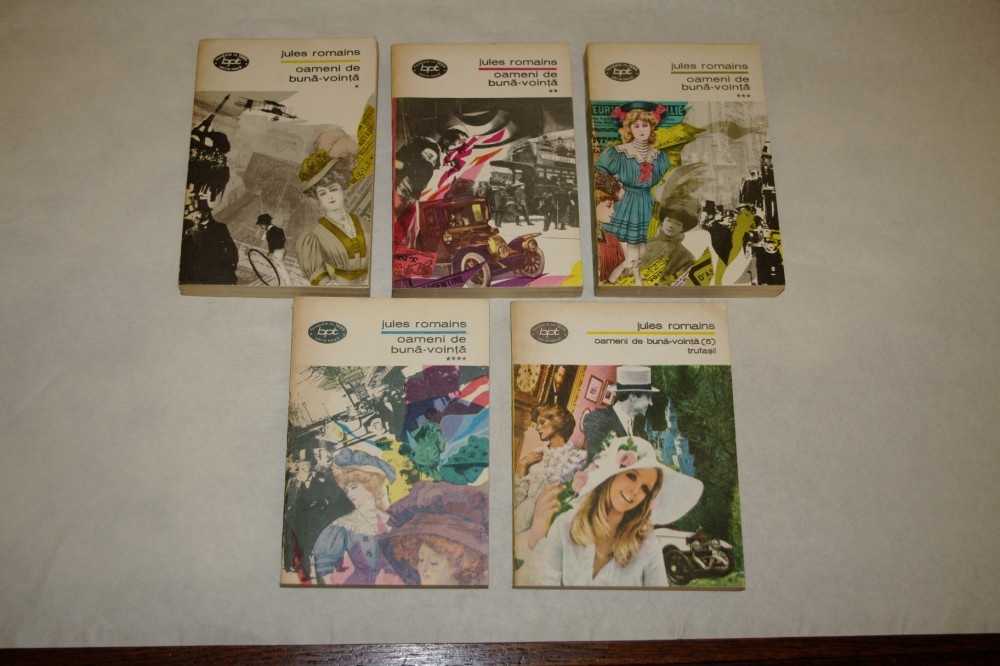 jules romains
oameni de
bună-voință
*
bpt
jules romains
oameni de
bună-voință
**
bpt
jules romains
oameni de
bună-voință
***
bpt
jules romains
oameni de
bună-voință
****
bpt
jules romains
oameni de bună-voință (5)
trufașii
bpt